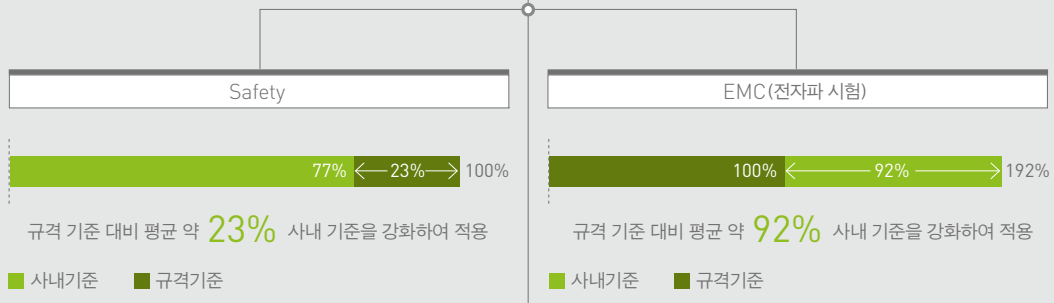 Safety
77% 23% 100%
규격 기준 대비 평균 약 23% 사내 기준을 강화하여 적용
사내기준 규격기준
EMC(전자파 시험)
100% 92% 192%
규격 기준 대비 평균 약 92% 사내 기준을 강화하여 적용
사내기준 규격기준